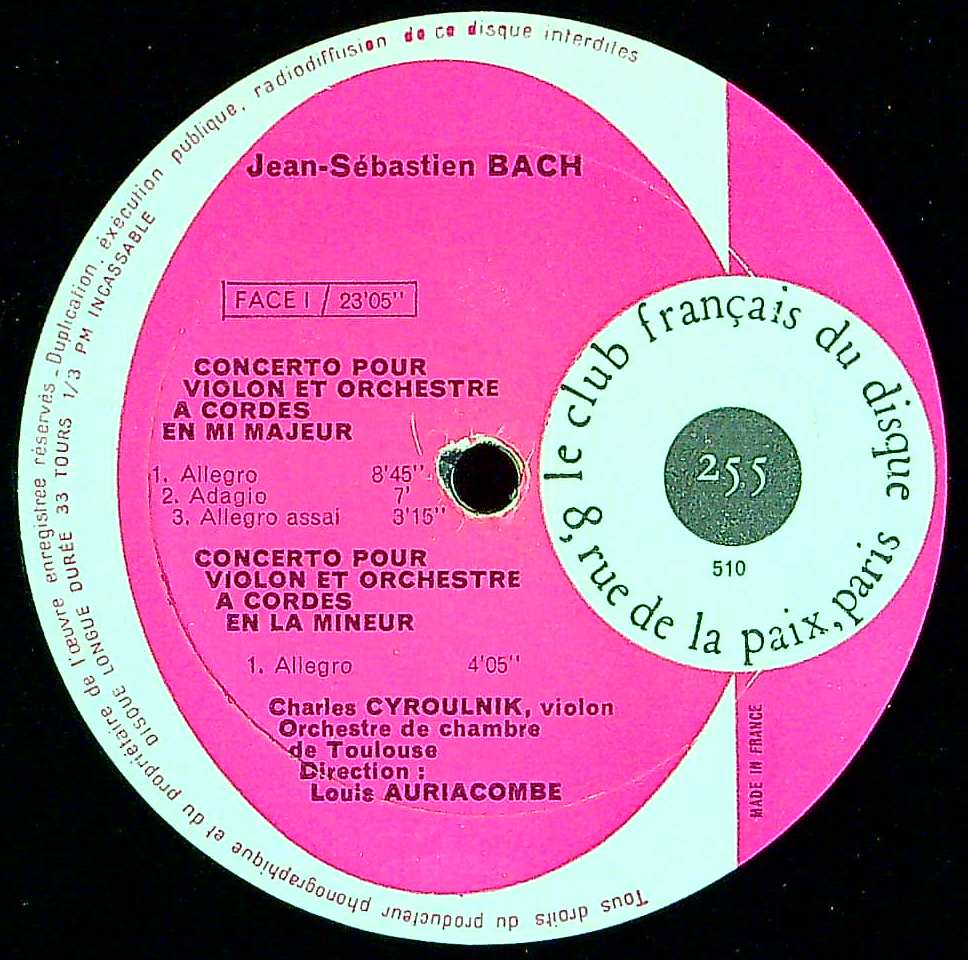 Tous droits du producteur phonographique et du propriétaire de l'œuvre enregistrée réservés - Duplication, éxécution publique, radiodiffusion de ce disque interdites
DISQUE LONGUE DURÉE 33 TOURS 1/3 PM INCASSABLE
Jean-Sébastien BACH
FACE I / 23'05"
CONCERTO POUR
VIOLON ET ORCHESTRE
A CORDES
EN MI MAJEUR
1. Allegro 8'45"
2. Adagio 7'
3. Allegro assai 3'15"
CONCERTO POUR
VIOLON ET ORCHESTRE
A CORDES
EN LA MINEUR
1. Allegro 4'05"
Charles CYROULNIK, violon
Orchestre de chambre
de Toulouse
Direction :
Louis AURIACOMBE
le club français du disque
8, rue de la paix, paris
255
510
MADE IN FRANCE